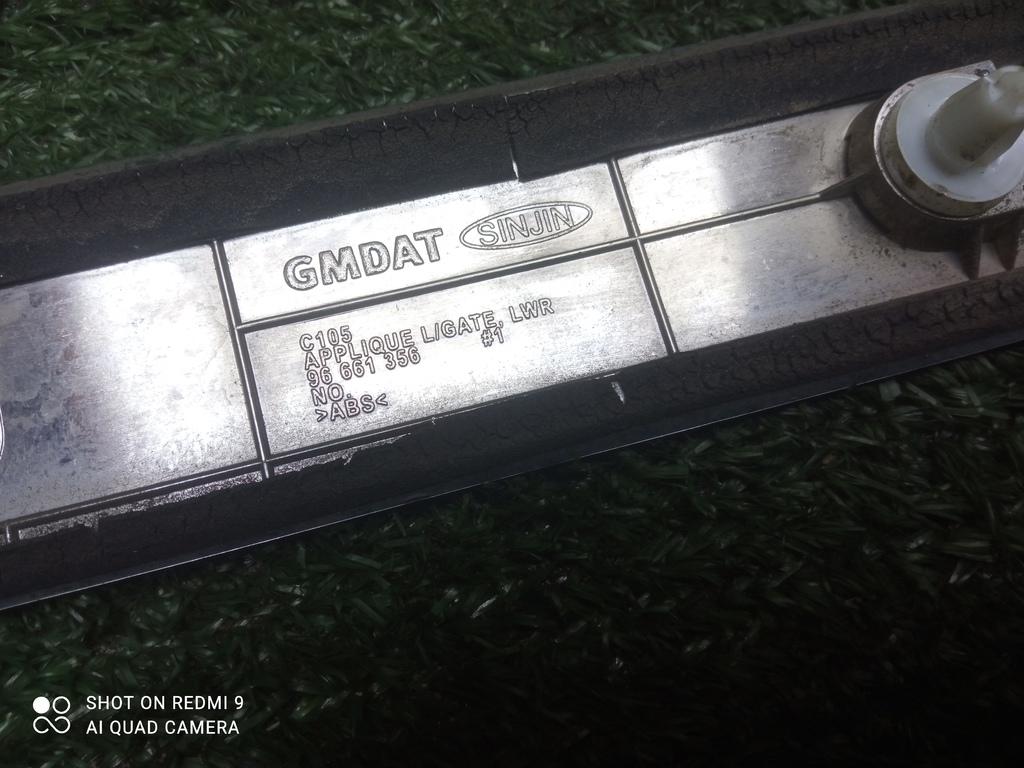 GMDAT SINJIN
C105
APPLIQUE L/GATE, LWR
96 661 356 #1
NO.
>ABS<
SHOT ON REDMI 9
AI QUAD CAMERA